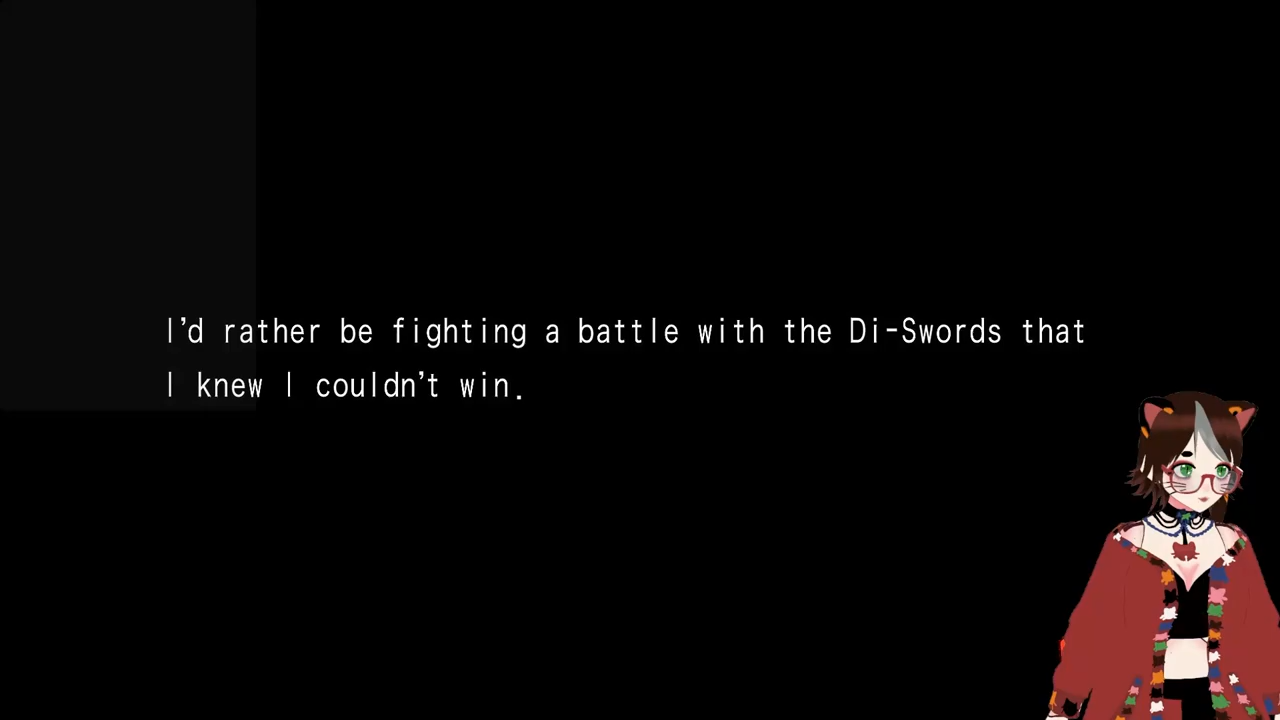 I’d rather be fighting a battle with the Di-Swords that
I knew I couldn’t win.